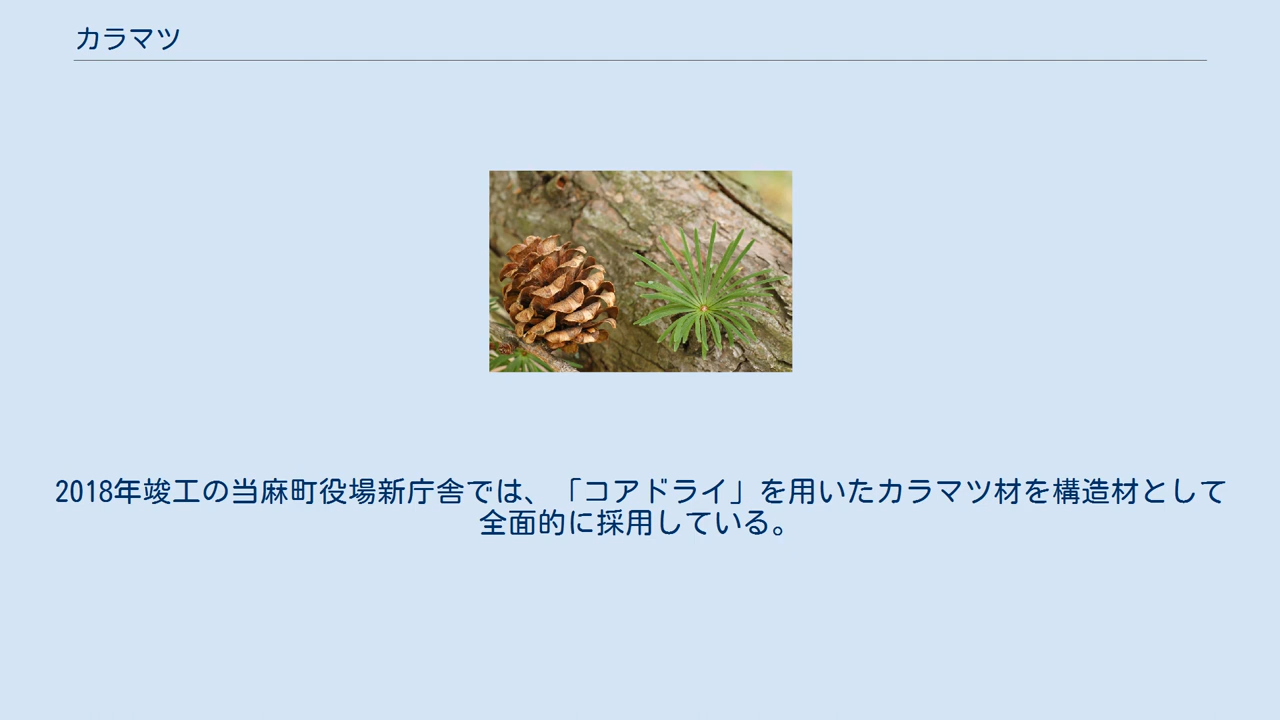 カラマツ
2018年竣工の当麻町役場新庁舎では、「コアドライ」を用いたカラマツ材を構造材として
全面的に採用している。